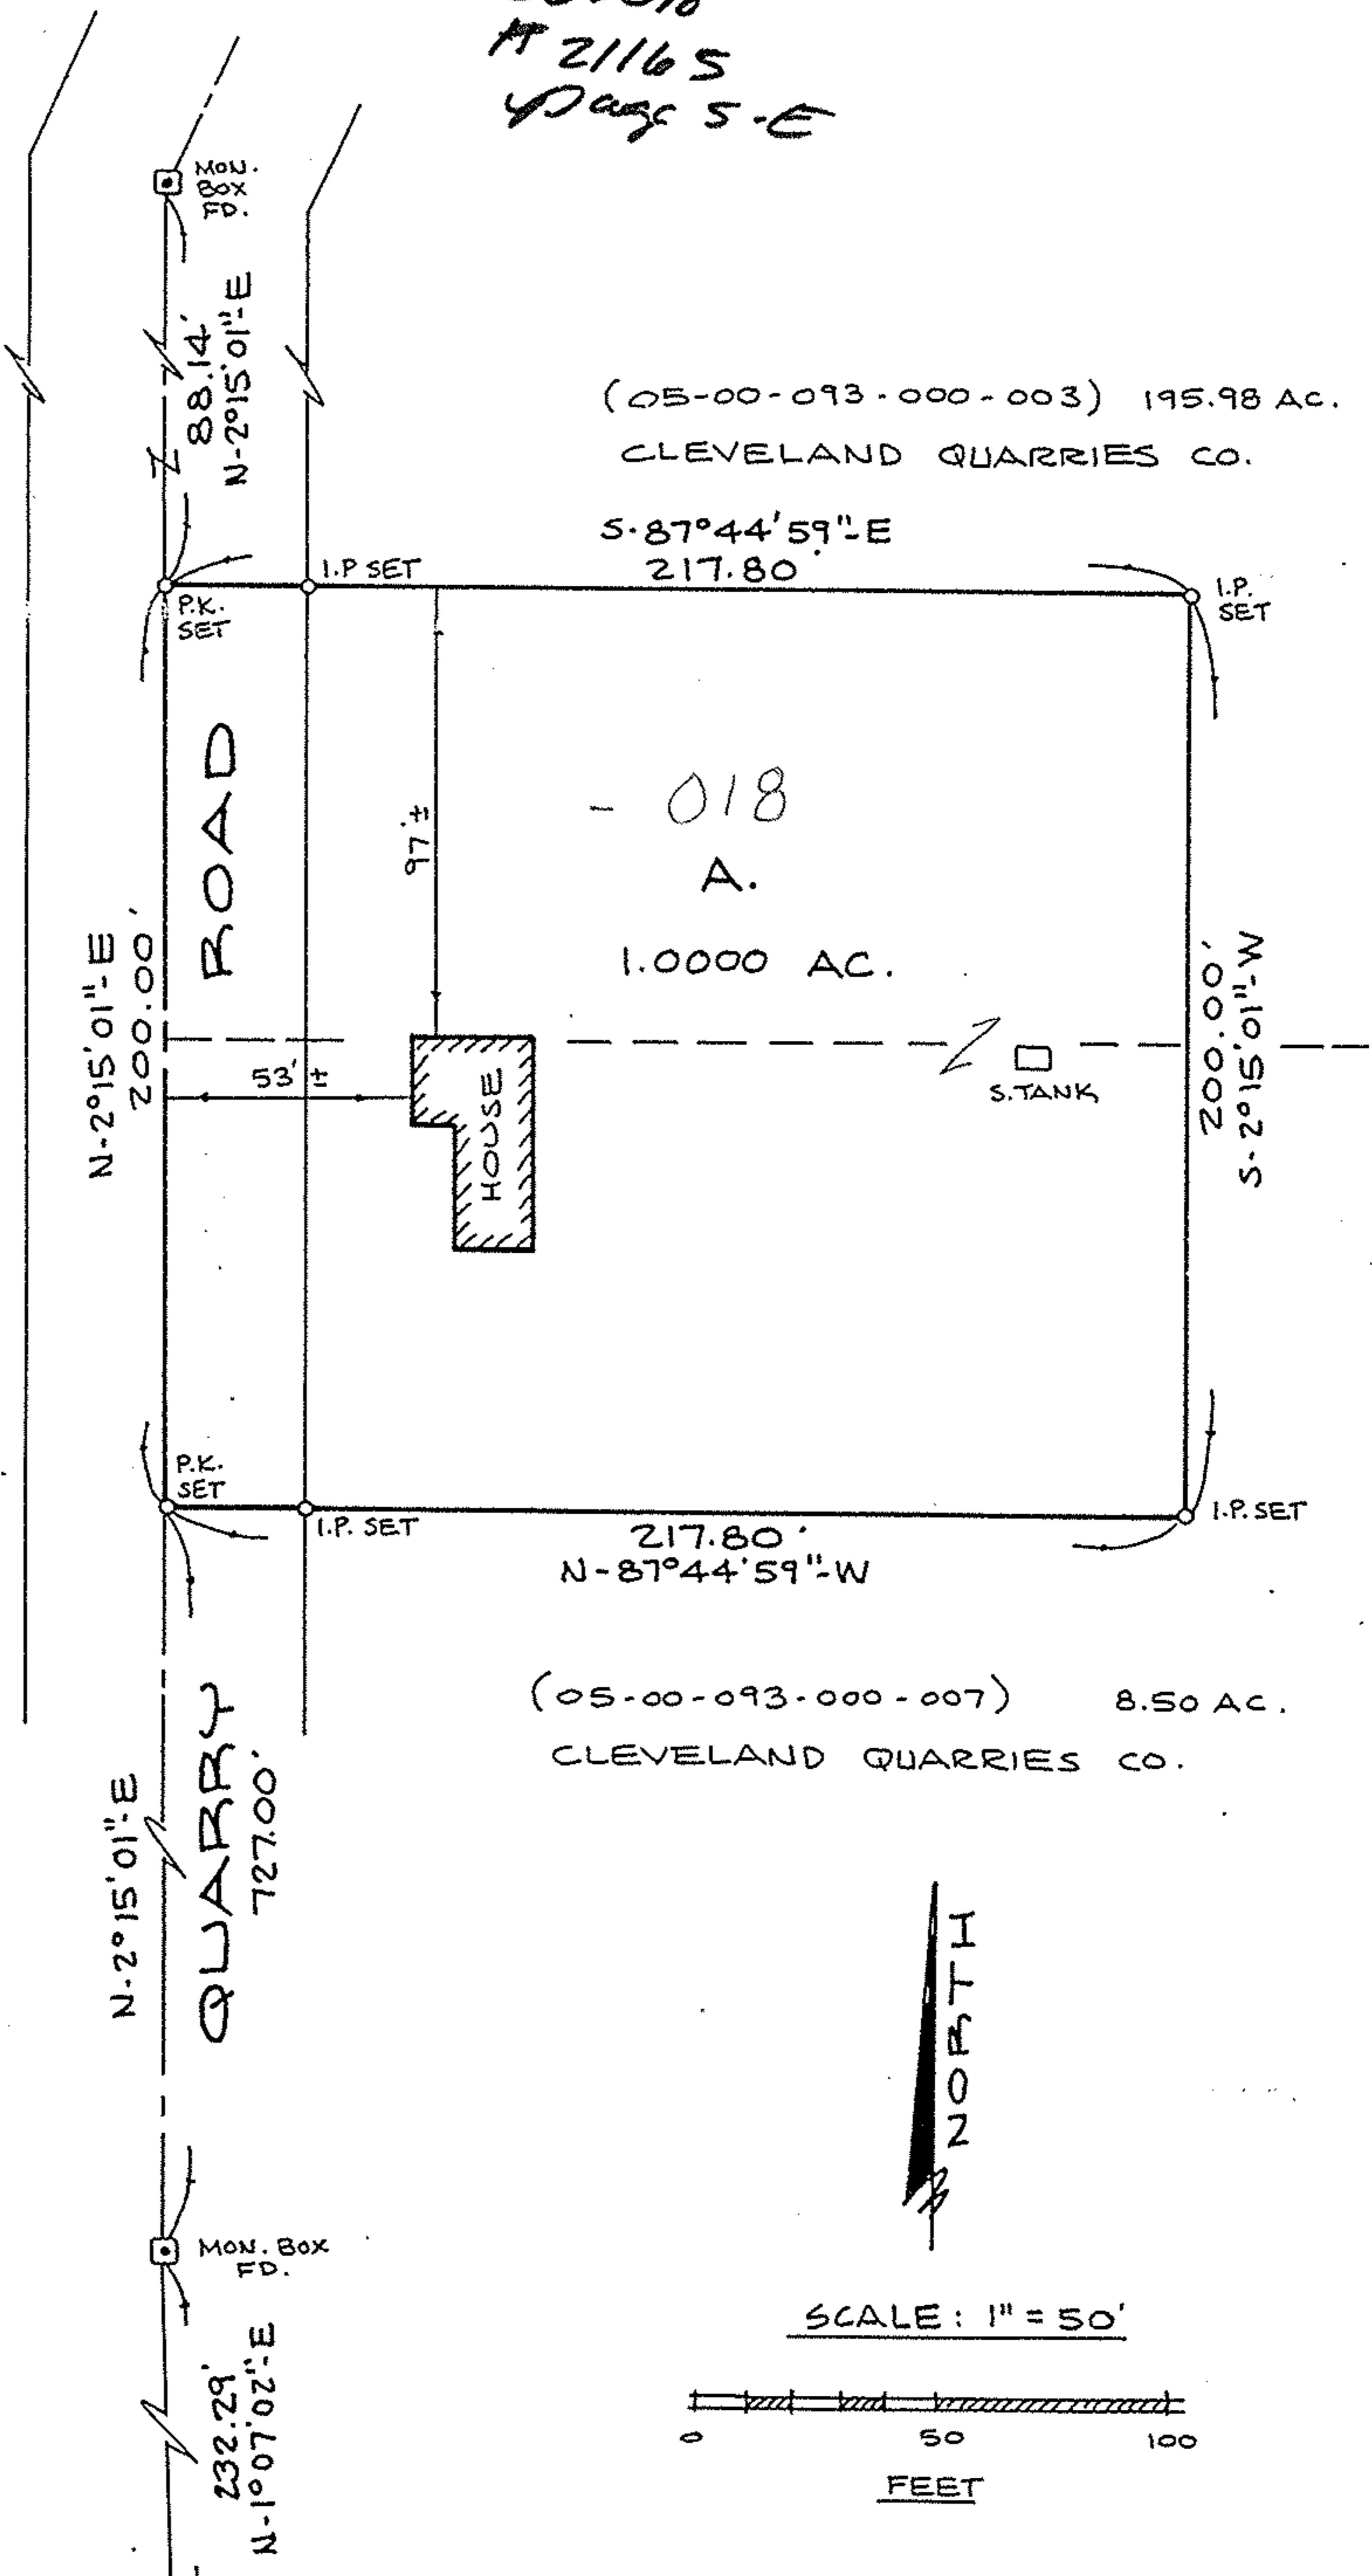 # 21165
Page 5-E
MON.
BOX
FD.
88.14'
N-2°15'01"-E
(05-00-093-000-003) 195.98 AC.
CLEVELAND QUARRIES CO.
S-87°44'59"-E
217.80'
I.P SET
P.K.
SET
I.P.
SET
ROAD
97'±
- 018
A.
1.0000 AC.
N-2°15'01"-E
200.00'
53'±
HOUSE
S.TANK
200.00'
S-2°15'01"-W
P.K.
SET
I.P. SET
I.P. SET
217.80'
N-87°44'59"-W
(05-00-093-000-007) 8.50 AC.
CLEVELAND QUARRIES CO.
N-2°15'01"-E
QUARRY
727.00'
NORTH
MON. BOX
FD.
SCALE: 1" = 50'
0 50 100
FEET
232.29'
N-1°07'02"-E